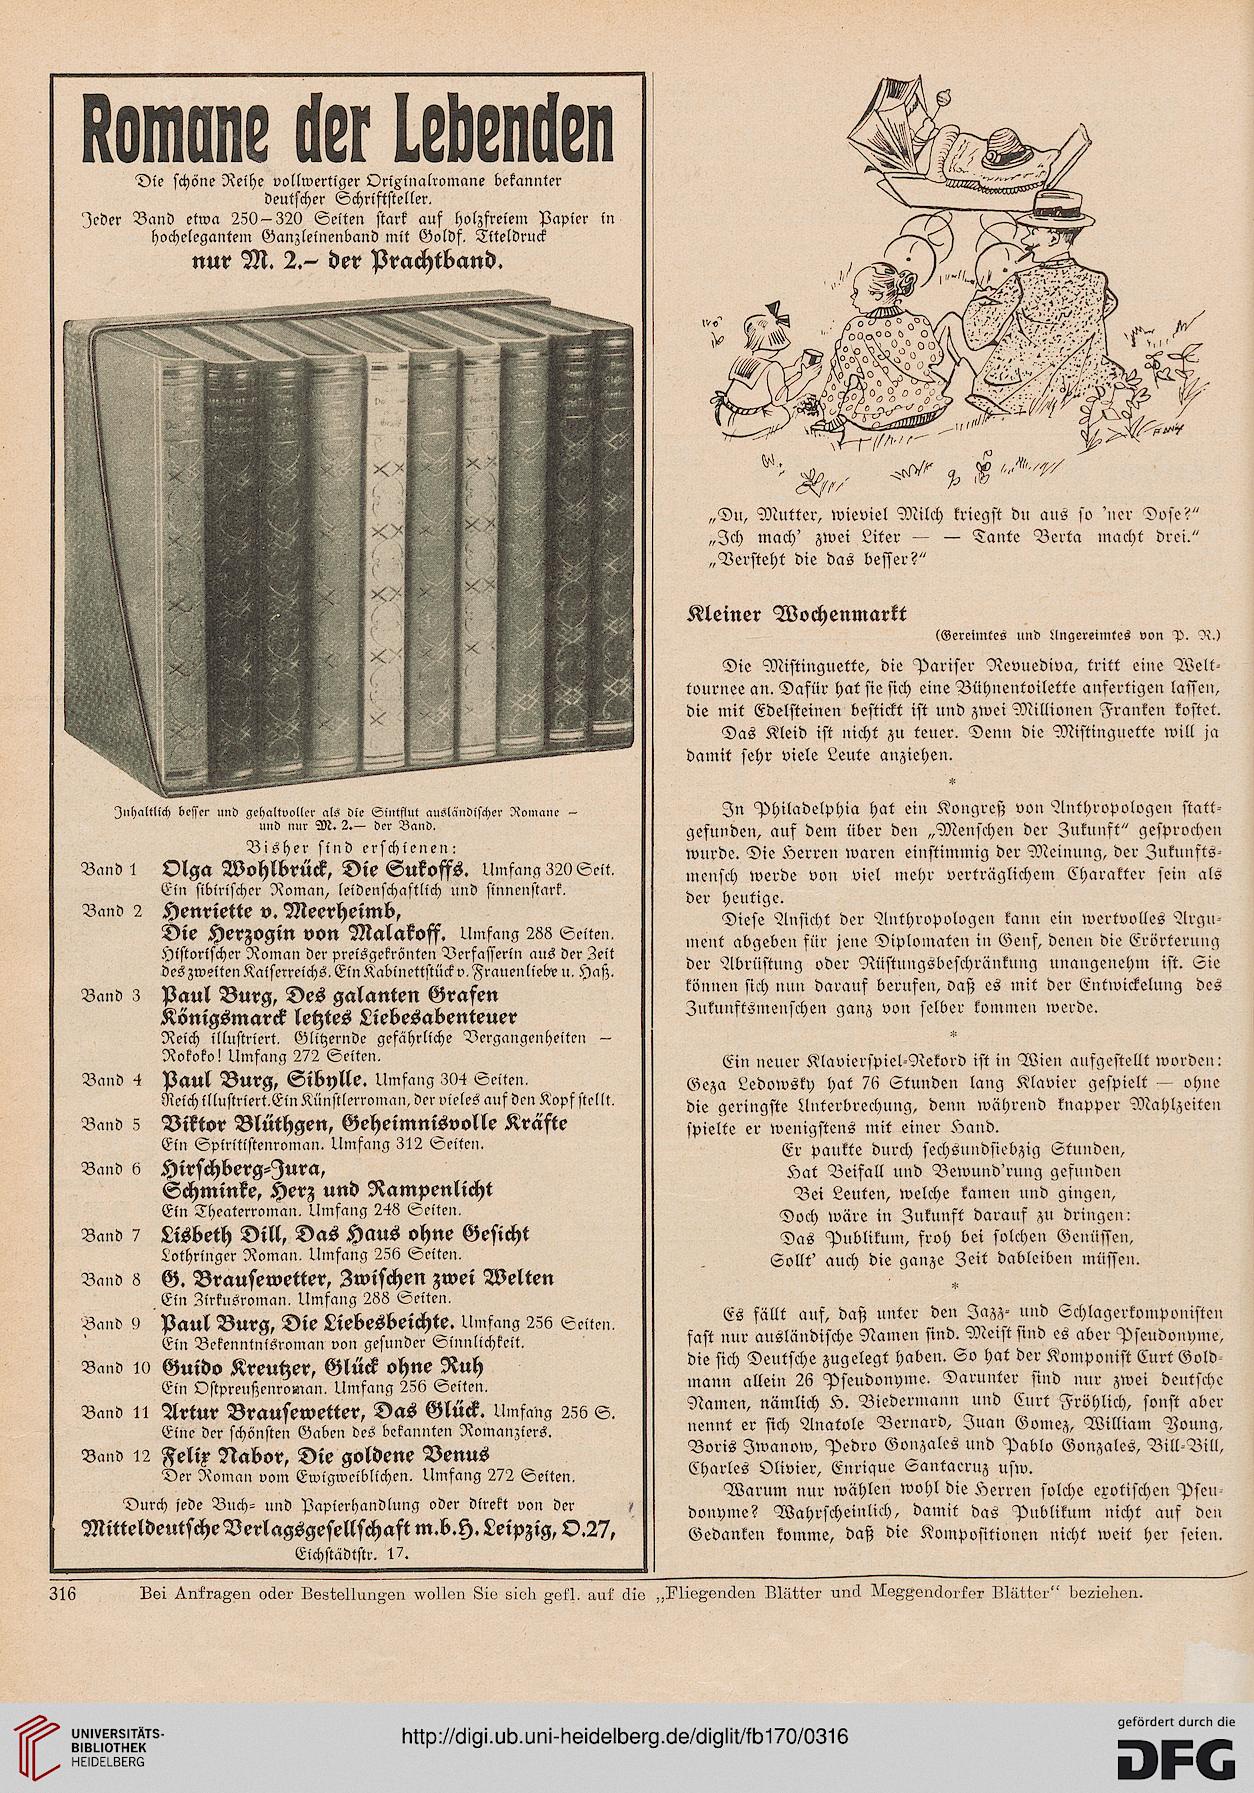 Romane der Lebenden
Die schöne Reihe vollwertiger Originalromane bekannter
deutscher Schriftsteller.
Jeder Band etwa 250–320 Seiten stark auf holzfreiem Papier in
hochelegantem Ganzleinenband mit Goldf. Titeldruck
nur M. 2.– der Prachtband.
Inhaltlich besser und gehaltvoller als die Sintflut ausländischer Romane –
und nur M. 2.— der Band.
Bisher sind erschienen:
Band 1 Olga Wohlbrück, Die Sukoffs. Umfang 320 Seit.
Ein sibirischer Roman, leidenschaftlich und sinnenstark.
Band 2 Henriette v. Meerheimb,
Die Herzogin von Malakoff. Umfang 288 Seiten.
Historischer Roman der preisgekrönten Verfasserin aus der Zeit
des zweiten Kaiserreichs. Ein Kabinettstück v. Frauenliebe u. Haß.
Band 3 Paul Burg, Des galanten Grafen
Königsmarck letztes Liebesabenteuer
Reich illustriert. Glitzernde gefährliche Vergangenheiten –
Rokoko! Umfang 272 Seiten.
Band 4 Paul Burg, Sibylle. Umfang 304 Seiten.
Reich illustriert. Ein Künstlerroman, der vieles auf den Kopf stellt.
Band 5 Viktor Blüthgen, Geheimnisvolle Kräfte
Ein Spiritistenroman. Umfang 312 Seiten.
Band 6 Hirschberg-Jura,
Schminke, Herz und Rampenlicht
Ein Theaterroman. Umfang 248 Seiten.
Band 7 Lisbeth Dill, Das Haus ohne Gesicht
Lothringer Roman. Umfang 256 Seiten.
Band 8 G. Brausewetter, Zwischen zwei Welten
Ein Zirkusroman. Umfang 288 Seiten.
Band 9 Paul Burg, Die Liebesbeichte. Umfang 256 Seiten.
Ein Bekenntnisroman von gesunder Sinnlichkeit.
Band 10 Guido Kreutzer, Glück ohne Ruh
Ein Ostpreußenroman. Umfang 256 Seiten.
Band 11 Artur Brausewetter, Das Glück. Umfang 256 S.
Eine der schönsten Gaben des bekannten Romanziers.
Band 12 Felix Nabor, Die goldene Venus
Der Roman vom Ewigweiblichen. Umfang 272 Seiten.
Durch jede Buch- und Papierhandlung oder direkt von der
Mitteldeutsche Verlagsgesellschaft m.b.H. Leipzig, O.27,
Eichstädtstr. 17.
„Du, Mutter, wieviel Milch kriegst du aus so 'ner Dose?“
„Ich mach' zwei Liter — — Tante Berta macht drei.“
„Versteht die das besser?“
Kleiner Wochenmarkt
(Gereimtes und Ungereimtes von P. R.)
Die Mistinguette, die Pariser Revuediva, tritt eine Welt-
tournee an. Dafür hat sie sich eine Bühnentoilette anfertigen lassen,
die mit Edelsteinen bestickt ist und zwei Millionen Franken kostet.
Das Kleid ist nicht zu teuer. Denn die Mistinguette will ja
damit sehr viele Leute anziehen.
*
In Philadelphia hat ein Kongreß von Anthropologen statt-
gefunden, auf dem über den „Menschen der Zukunft“ gesprochen
wurde. Die Herren waren einstimmig der Meinung, der Zukunfts-
mensch werde von viel mehr verträglichem Charakter sein als
der heutige.
Diese Ansicht der Anthropologen kann ein wertvolles Argu-
ment abgeben für jene Diplomaten in Genf, denen die Erörterung
der Abrüstung oder Rüstungsbeschränkung unangenehm ist. Sie
können sich nun darauf berufen, daß es mit der Entwickelung des
Zukunftsmenschen ganz von selber kommen werde.
*
Ein neuer Klavierspiel-Rekord ist in Wien aufgestellt worden:
Geza Ledowsky hat 76 Stunden lang Klavier gespielt — ohne
die geringste Unterbrechung, denn während knapper Mahlzeiten
spielte er wenigstens mit einer Hand.
Er paukte durch sechsundsiebzig Stunden,
Hat Beifall und Bewund'rung gefunden
Bei Leuten, welche kamen und gingen,
Doch wäre in Zukunft darauf zu dringen:
Das Publikum, froh bei solchen Genüssen,
Sollt' auch die ganze Zeit dableiben müssen.
*
Es fällt auf, daß unter den Jazz- und Schlagerkomponisten
fast nur ausländische Namen sind. Meist sind es aber Pseudonyme,
die sich Deutsche zugelegt haben. So hat der Komponist Curt Gold-
mann allein 26 Pseudonyme. Darunter sind nur zwei deutsche
Namen, nämlich H. Biedermann und Curt Fröhlich, sonst aber
nennt er sich Anatole Bernard, Juan Gomez, William Young,
Boris Iwanow, Pedro Gonzales und Pablo Gonzales, Bill-Bill,
Charles Olivier, Enrique Santacruz usw.
Warum nur wählen wohl die Herren solche exotischen Pseu-
donyme? Wahrscheinlich, damit das Publikum nicht auf den
Gedanken komme, daß die Kompositionen nicht weit her seien.
316 Bei Anfragen oder Bestellungen wollen Sie sich gefl. auf die „Fliegenden Blätter und Meggendorfer Blätter“ beziehen.
UNIVERSITÄTS-
BIBLIOTHEK
HEIDELBERG
http://digi.ub.uni-heidelberg.de/diglit/fb170/0316
gefördert durch die
DFG